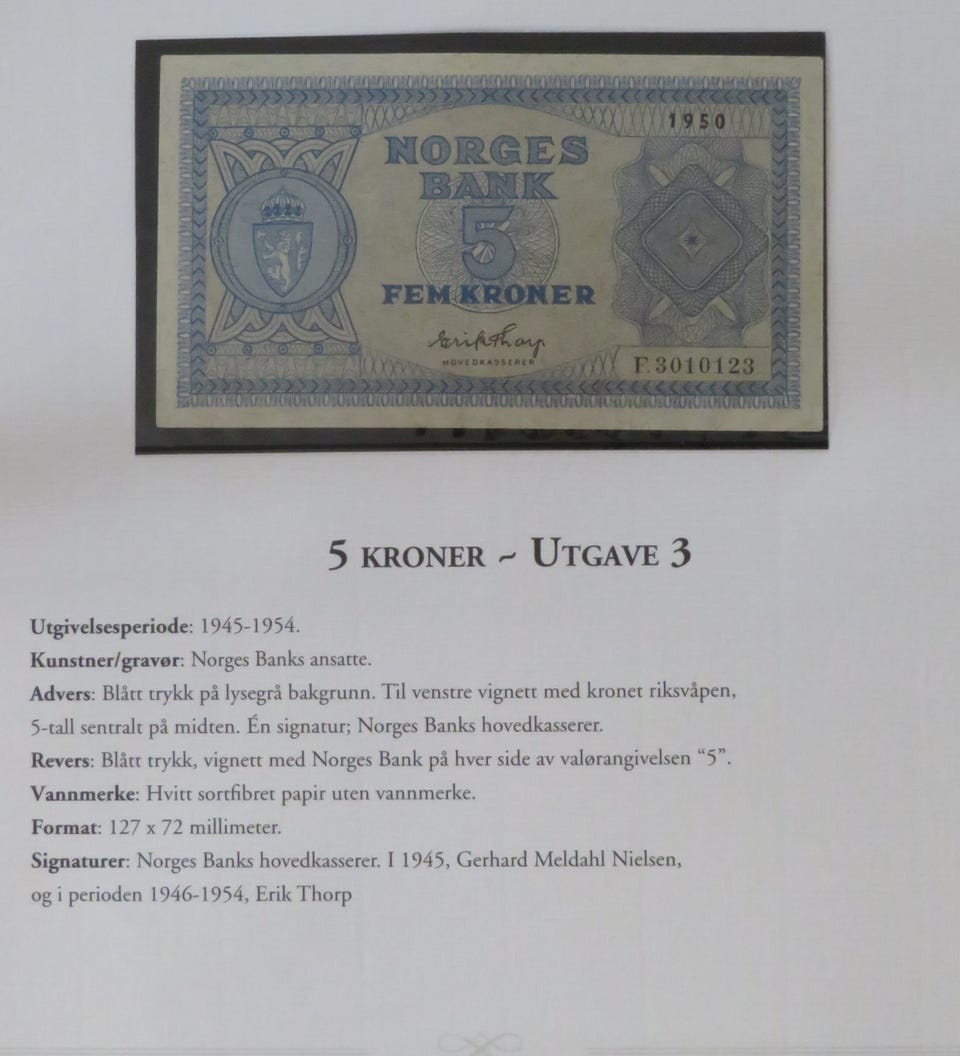 1950
NORGES
BANK
5
FEM KRONER
Erik Thorp
HOVEDKASSERER
F.3010123
5 KRONER ~ UTGAVE 3
Utgivelsesperiode: 1945-1954.
Kunstner/gravør: Norges Banks ansatte.
Advers: Blått trykk på lysegrå bakgrunn. Til venstre vignett med kronet riksvåpen,
5-tall sentralt på midten. Én signatur; Norges Banks hovedkasserer.
Revers: Blått trykk, vignett med Norges Bank på hver side av valørangivelsen “5”.
Vannmerke: Hvitt sortfibret papir uten vannmerke.
Format: 127 x 72 millimeter.
Signaturer: Norges Banks hovedkasserer. I 1945, Gerhard Meldahl Nielsen,
og i perioden 1946-1954, Erik Thorp